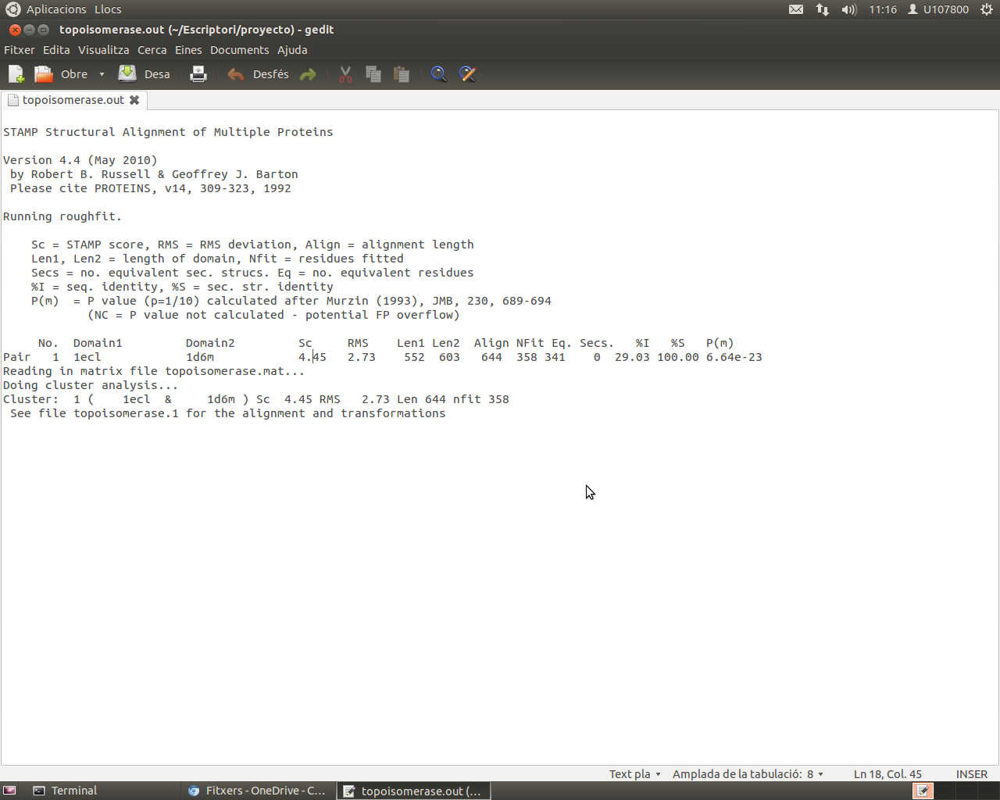 Aplicacions Llocs 11:16 U107800
topoisomerase.out (~/Escriptori/proyecto) - gedit
Fitxer Edita Visualitza Cerca Eines Documents Ajuda
Obre Desa Desfés
topoisomerase.out
STAMP Structural Alignment of Multiple Proteins
Version 4.4 (May 2010)
by Robert B. Russell & Geoffrey J. Barton
Please cite PROTEINS, v14, 309-323, 1992
Running roughfit.
Sc = STAMP score, RMS = RMS deviation, Align = alignment length
Len1, Len2 = length of domain, Nfit = residues fitted
Secs = no. equivalent sec. strucs. Eq = no. equivalent residues
%I = seq. identity, %S = sec. str. identity
P(m)  = P value (p=1/10) calculated after Murzin (1993), JMB, 230, 689-694
(NC = P value not calculated - potential FP overflow)
No.  Domain1         Domain2         Sc     RMS    Len1 Len2  Align NFit Eq. Secs.   %I   %S   P(m)
Pair   1  1ecl            1d6m            4.45   2.73    552  603   644  358 341    0  29.03 100.00 6.64e-23
Reading in matrix file topoisomerase.mat...
Doing cluster analysis...
Cluster:  1 (    1ecl  &     1d6m ) Sc  4.45 RMS   2.73 Len 644 nfit 358
See file topoisomerase.1 for the alignment and transformations
Text pla Amplada de la tabulació: 8 Ln 18, Col. 45 INSER
Terminal Fitxers - OneDrive - C... topoisomerase.out (...